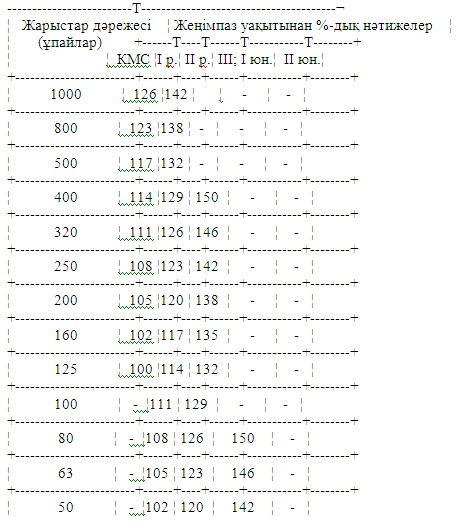 ----------------------T-----------------------------------¬
¦ Жарыстар дәрежесі ¦Жеңімпаз уақытынан %-дық нәтижелер ¦
¦ (ұпайлар) +------T----T------T--------T--------+
¦ ¦ КМС ¦I р.¦ II р.¦ III; I юн.¦ II юн.¦
+----------------------+------+----+------+--------+--------+
¦ 1000 ¦ 126 ¦142 ¦ ¦ - ¦ - ¦
+----------------------+------+----+------+--------+--------+
¦ 800 ¦ 123 ¦138 ¦ - ¦ - ¦ - ¦
+----------------------+------+----+------+--------+--------+
¦ 500 ¦ 117 ¦132 ¦ - ¦ - ¦ - ¦
+----------------------+------+----+------+--------+--------+
¦ 400 ¦ 114 ¦129 ¦ 150 ¦ - ¦ - ¦
+----------------------+------+----+------+--------+--------+
¦ 320 ¦ 111 ¦126 ¦ 146 ¦ - ¦ - ¦
+----------------------+------+----+------+--------+--------+
¦ 250 ¦ 108 ¦123 ¦ 142 ¦ - ¦ - ¦
+----------------------+------+----+------+--------+--------+
¦ 200 ¦ 105 ¦120 ¦ 138 ¦ - ¦ - ¦
+----------------------+------+----+------+--------+--------+
¦ 160 ¦ 102 ¦117 ¦ 135 ¦ - ¦ - ¦
+----------------------+------+----+------+--------+--------+
¦ 125 ¦ 100 ¦114 ¦ 132 ¦ - ¦ - ¦
+----------------------+------+----+------+--------+--------+
¦ 100 ¦ - ¦111 ¦ 129 ¦ - ¦ - ¦
+----------------------+------+----+------+--------+--------+
¦ 80 ¦ - ¦108 ¦ 126 ¦ 150 ¦ - ¦
+----------------------+------+----+------+--------+--------+
¦ 63 ¦ - ¦105 ¦ 123 ¦ 146 ¦ - ¦
+----------------------+------+----+------+--------+--------+
¦ 50 ¦ - ¦102 ¦ 120 ¦ 142 ¦ - ¦